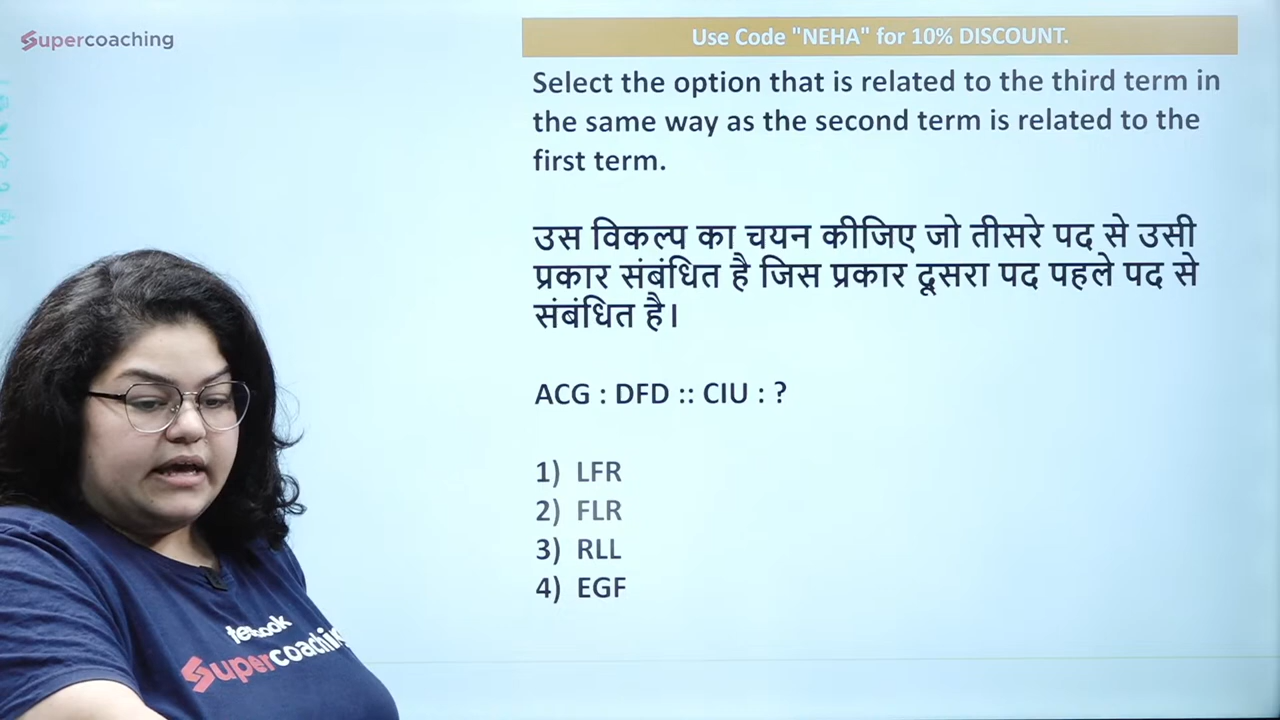 Supercoaching
Use Code "NEHA" for 10% DISCOUNT.
Select the option that is related to the third term in
the same way as the second term is related to the
first term.
उस विकल्प का चयन कीजिए जो तीसरे पद से उसी
प्रकार संबंधित है जिस प्रकार दूसरा पद पहले पद से
संबंधित है।
ACG : DFD :: CIU : ?
1) LFR
2) FLR
3) RLL
4) EGF
testbook
Supercoaching